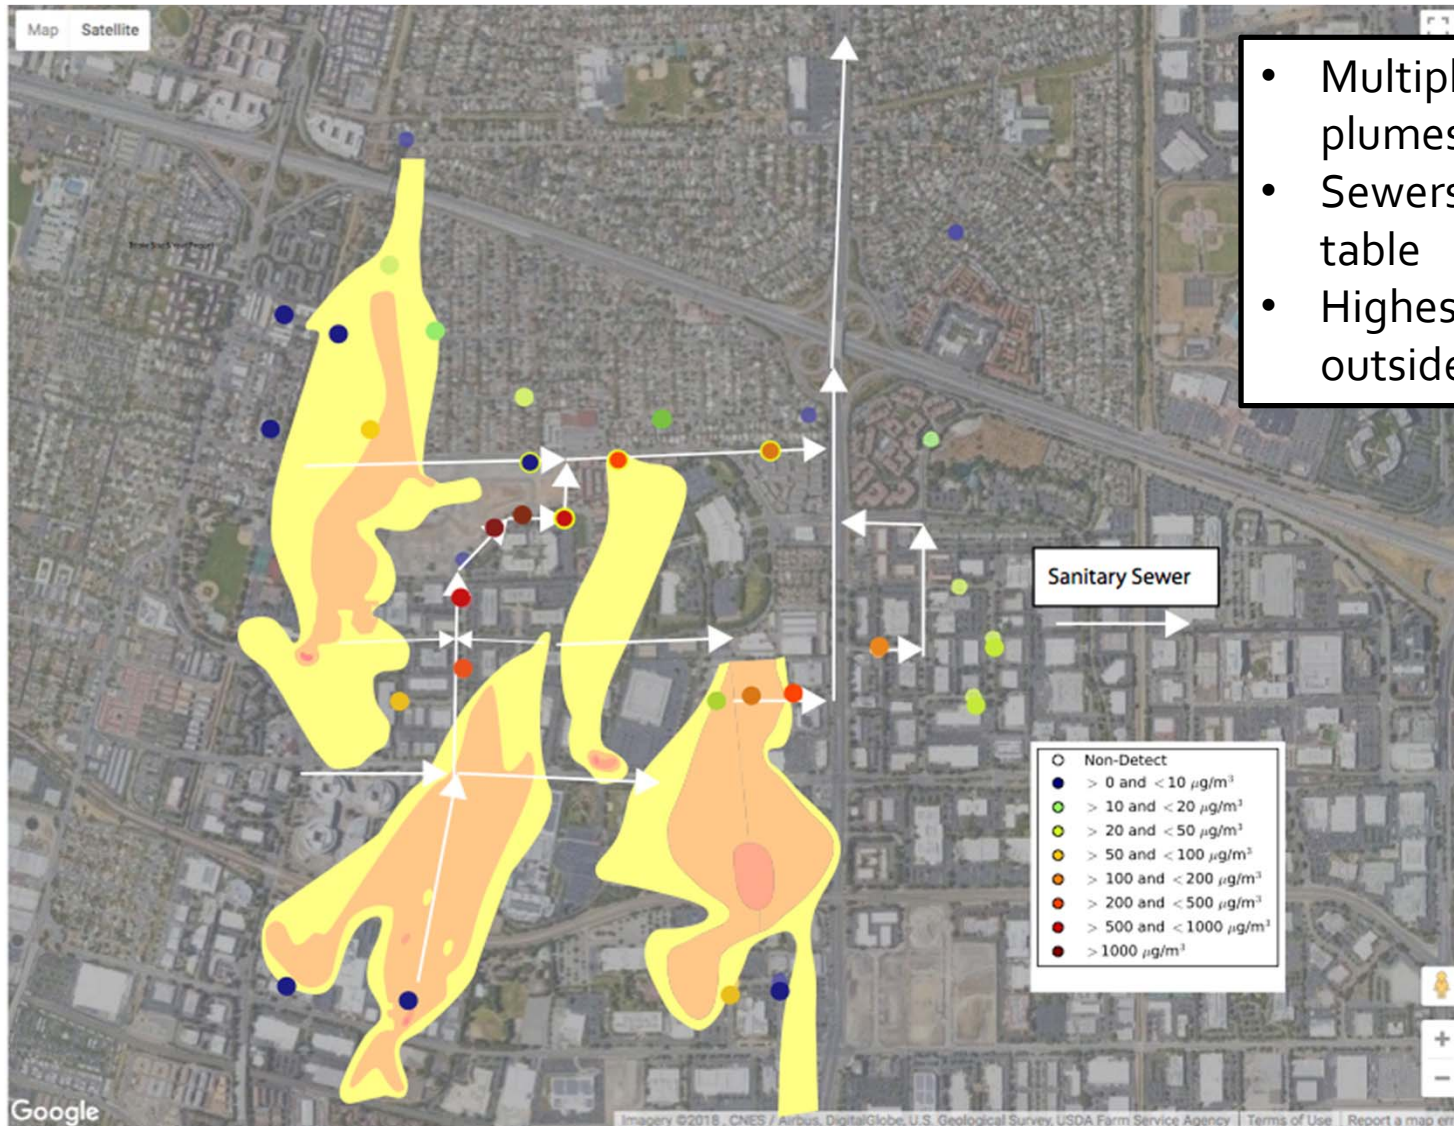 Map Satellite
• Multipl
plumes
• Sewers
table
• Highes
outside
Sanitary Sewer
Non-Detect
> 0 and <10 μg/m³
> 10 and <20 μg/m³
> 20 and <50 μg/m³
> 50 and <100 μg/m³
> 100 and <200 μg/m³
> 200 and <500 μg/m³
> 500 and <1000 μg/m³
>1000 μg/m³
Google
Imagery ©2018 , CNES / Airbus, DigitalGlobe, U.S. Geological Survey, USDA Farm Service Agency Terms of Use Report a map e